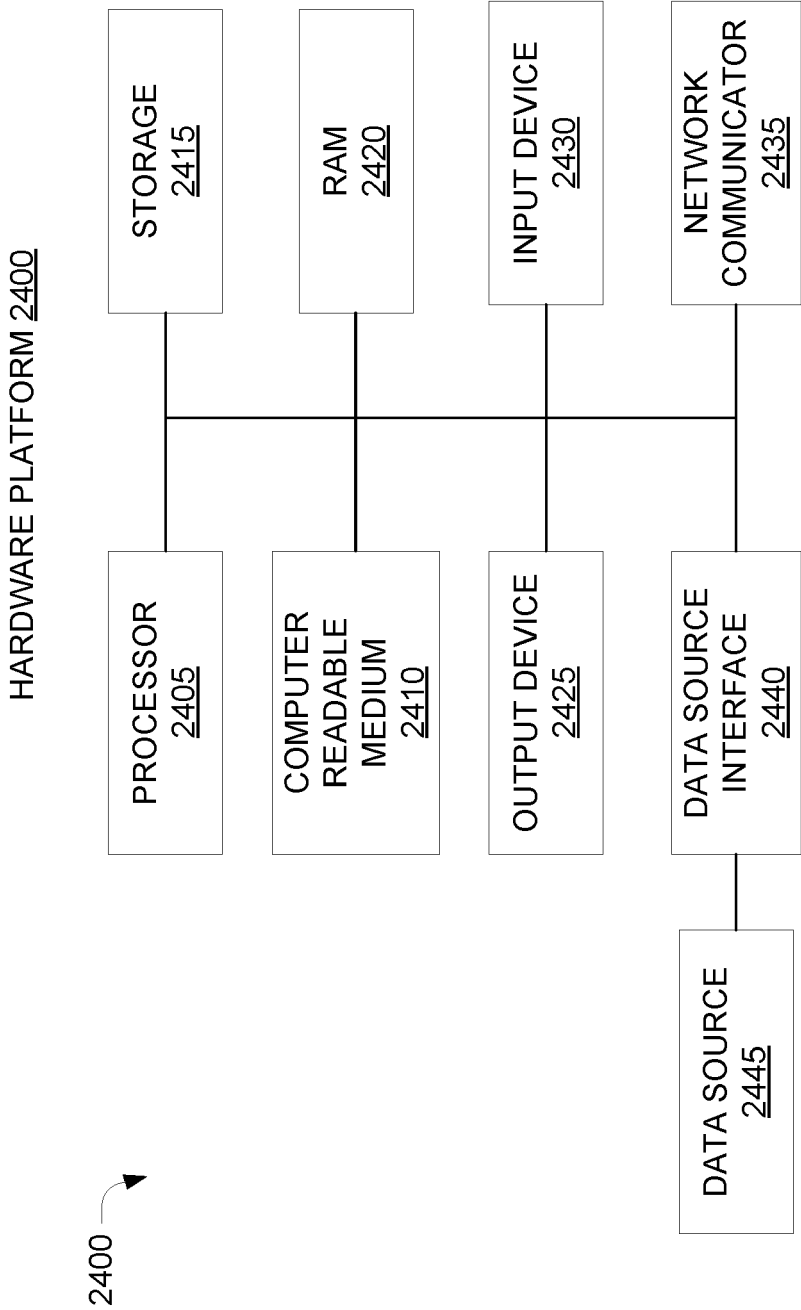 HARDWARE PLATFORM 2400
2400
PROCESSOR
2405
STORAGE
2415
COMPUTER
READABLE
MEDIUM
2410
RAM
2420
OUTPUT DEVICE
2425
INPUT DEVICE
2430
DATA SOURCE
2445
DATA SOURCE
INTERFACE
2440
NETWORK
COMMUNICATOR
2435